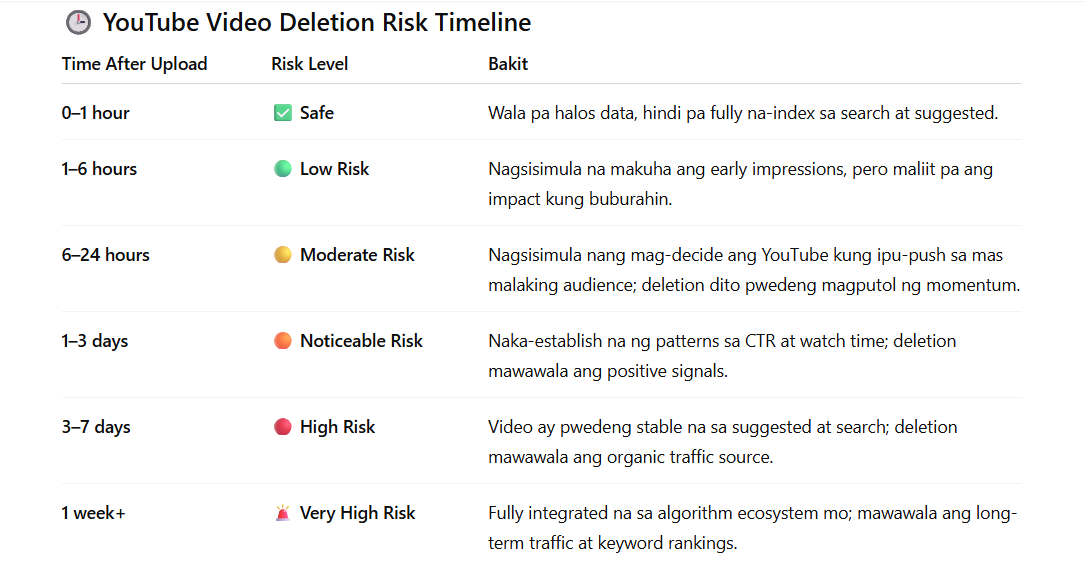 🕒 YouTube Video Deletion Risk Timeline
Time After Upload Risk Level Bakit
0–1 hour ✅ Safe Wala pa halos data, hindi pa fully na-index sa search at suggested.
1–6 hours 🟢 Low Risk Nagsisimula na makuha ang early impressions, pero maliit pa ang
impact kung buburahin.
6–24 hours 🟡 Moderate Risk Nagsisimula nang mag-decide ang YouTube kung ipu-push sa mas
malaking audience; deletion dito pwedeng magputol ng momentum.
1–3 days 🟠 Noticeable Risk Naka-establish na ng patterns sa CTR at watch time; deletion
mawawala ang positive signals.
3–7 days 🔴 High Risk Video ay pwedeng stable na sa suggested at search; deletion
mawawala ang organic traffic source.
1 week+ 🚨 Very High Risk Fully integrated na sa algorithm ecosystem mo; mawawala ang long-
term traffic at keyword rankings.